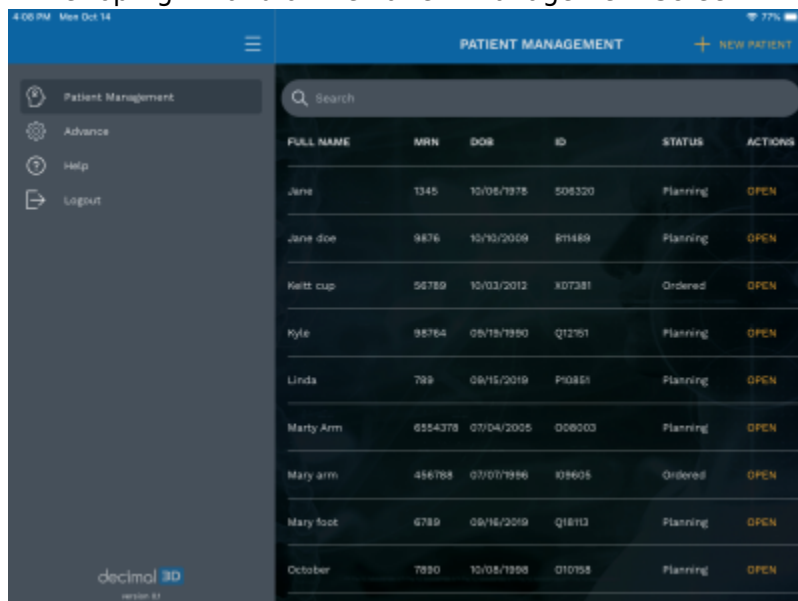 4:08 PM Mon Oct 14
77%
PATIENT MANAGEMENT
NEW PATIENT
Patient Management
Advance
Help
Logout
Search
FULL NAME MRN DOB ID STATUS ACTIONS
Jane 1345 10/06/1978 S06320 Planning OPEN
Jane doe 9876 10/10/2009 B11489 Planning OPEN
Keitt cup 56789 10/03/2012 X07381 Ordered OPEN
Kyle 98764 09/19/1990 Q12151 Planning OPEN
Linda 789 09/15/2019 P10851 Planning OPEN
Marty Arm 6554378 07/04/2005 O08003 Planning OPEN
Mary arm 456788 07/07/1996 I09605 Ordered OPEN
Mary foot 6789 09/16/2019 Q18113 Planning OPEN
October 7890 10/08/1998 O10158 Planning OPEN
decimal 3D
version